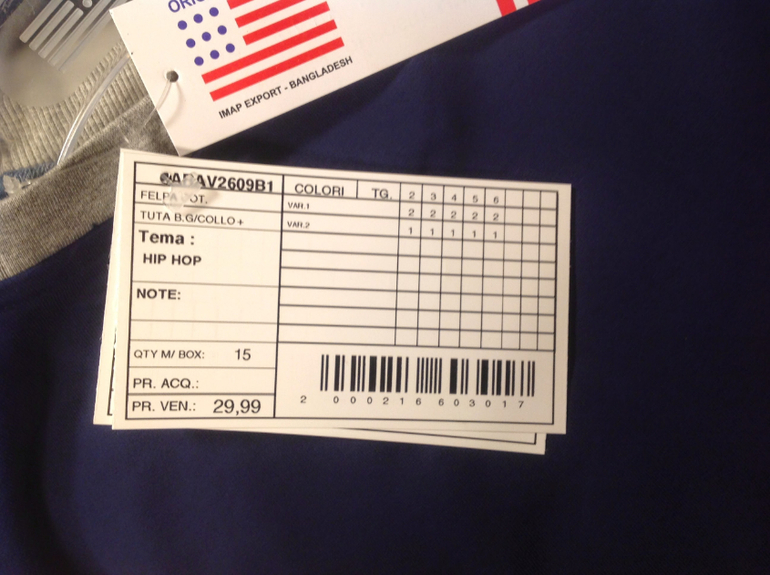 IMAP EXPORT - BANGLADESH
AV2609B1
COLORI TG. 2 3 4 5 6
FELPA COT.
VAR.1 2 2 2 2 2
TUTA B.G/COLLO+
VAR.2 1 1 1 1 1
Tema :
HIP HOP
NOTE:
QTY M/ BOX: 15
PR. ACQ.:
PR. VEN.: 29,99
2 000216 603017